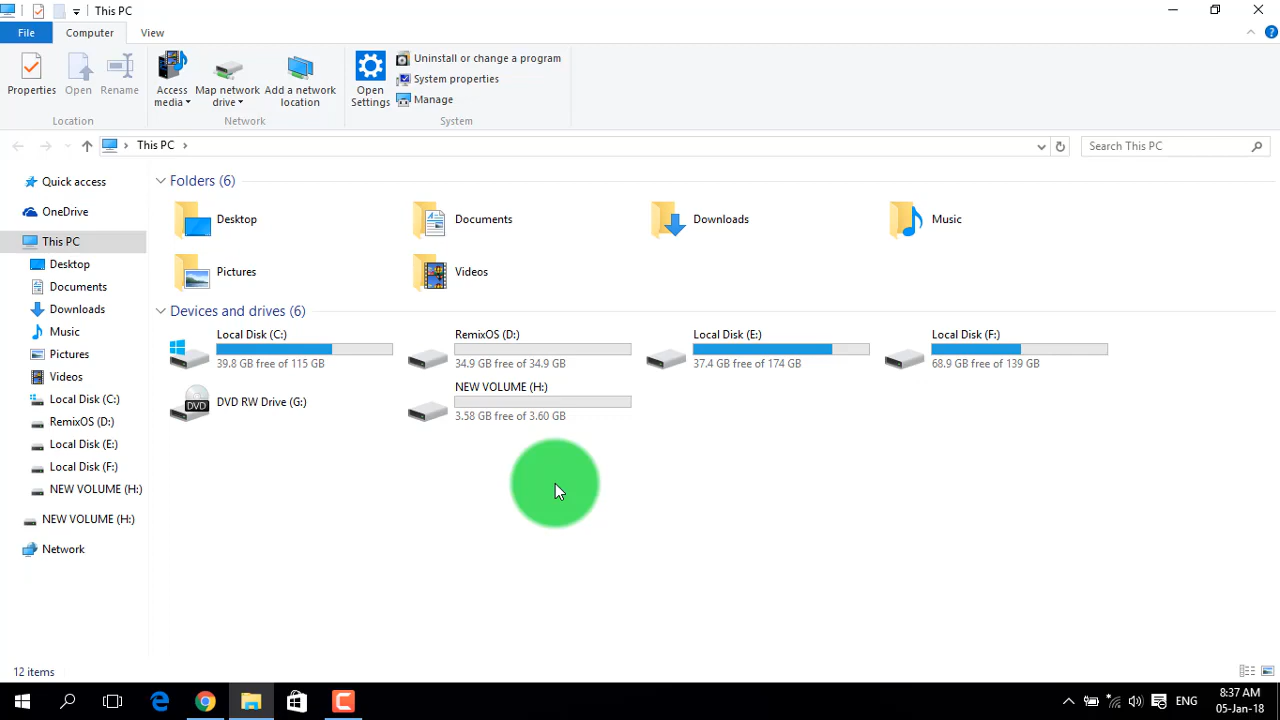 This PC
File
Computer
View
Properties
Open
Rename
Access media
Map network drive
Add a network location
Open Settings
Uninstall or change a program
System properties
Manage
Location
Network
System
This PC
Search This PC
Quick access
OneDrive
This PC
Desktop
Documents
Downloads
Music
Pictures
Videos
Local Disk (C:)
RemixOS (D:)
Local Disk (E:)
Local Disk (F:)
NEW VOLUME (H:)
NEW VOLUME (H:)
Network
Folders (6)
Desktop
Documents
Downloads
Music
Pictures
Videos
Devices and drives (6)
Local Disk (C:)
39.8 GB free of 115 GB
RemixOS (D:)
34.9 GB free of 34.9 GB
Local Disk (E:)
37.4 GB free of 174 GB
Local Disk (F:)
68.9 GB free of 139 GB
DVD
DVD RW Drive (G:)
NEW VOLUME (H:)
3.58 GB free of 3.60 GB
12 items
ENG
8:37 AM
05-Jan-18